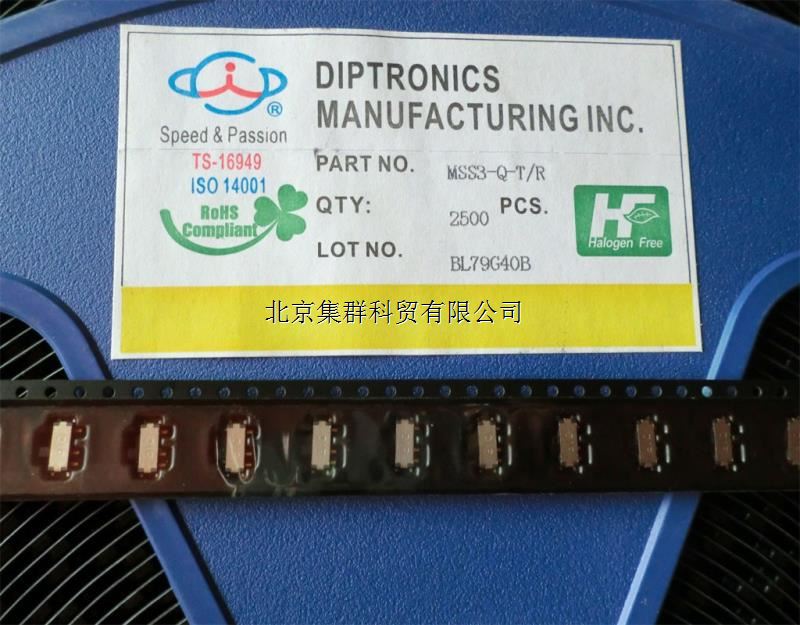 DIPTRONICS
MANUFACTURING INC.
®
Speed & Passion
TS-16949
ISO 14001
RoHS
Compliant
PART NO. MSS3-Q-T/R
QTY: 2500 PCS.
LOT NO. BL79G40B
HF
Halogen Free
北京集群科贸有限公司